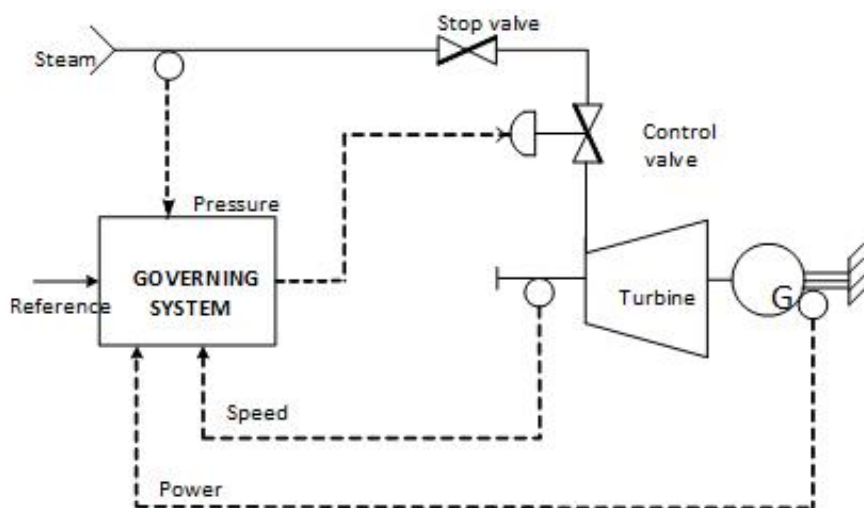 Stop valve
Steam
Control
valve
Pressure
GOVERNING
SYSTEM
Reference
Turbine
G
Speed
Power